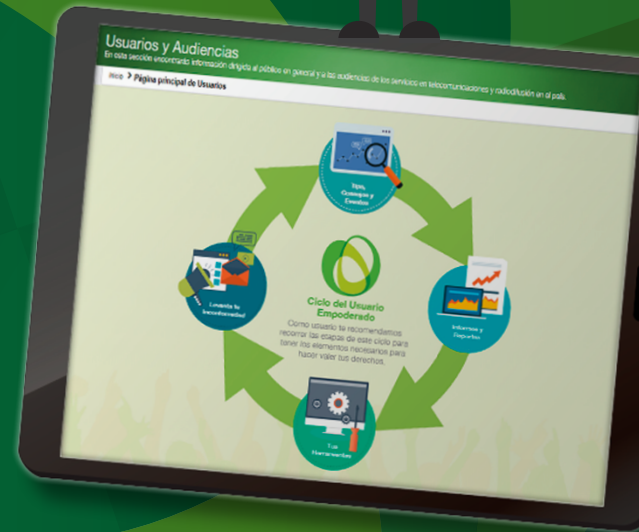 Usuarios y Audiencias
En esta sección encontrarás información dirigida al público en general y a las audiencias de los servicios en telecomunicaciones y radiodifusión en el país.
Inicio > Página principal de Usuarios
Tips,
Consejos y
Eventos
Levanta tu
Inconformidad
Ciclo del Usuario
Empoderado
Como usuario te recomendamos
recorrer las etapas de este ciclo para
tener los elementos necesarios para
hacer valer tus derechos.
Informes y
Reportes
Tus
Herramientas